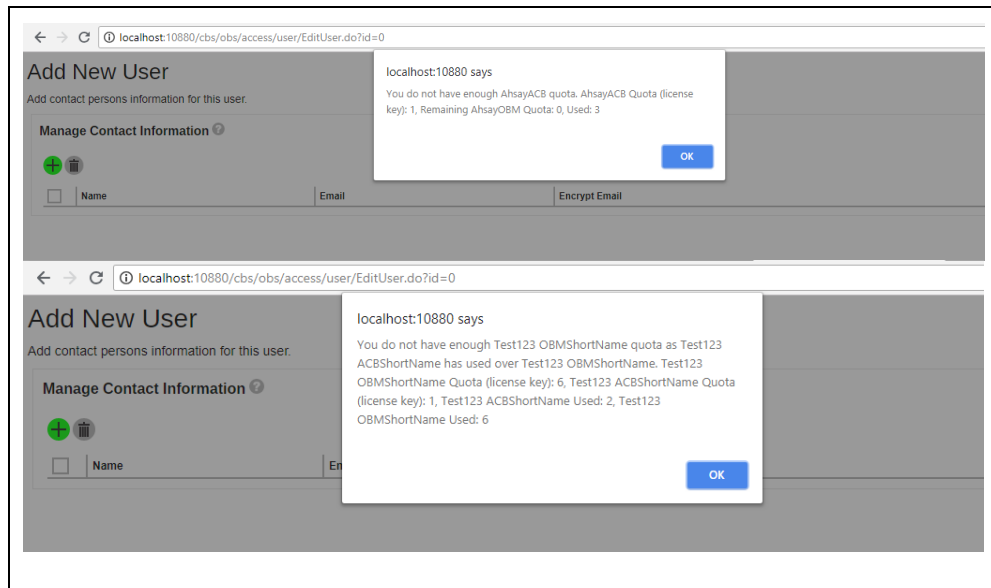 localhost:10880/cbs/obs/access/user/EditUser.do?id=0
Add New User
Add contact persons information for this user.
Manage Contact Information
localhost:10880 says
You do not have enough AhsayACB quota. AhsayACB Quota (license
key): 1, Remaining AhsayOBM Quota: 0, Used: 3
OK
Name Email Encrypt Email
localhost:10880/cbs/obs/access/user/EditUser.do?id=0
Add New User
Add contact persons information for this user.
Manage Contact Information
localhost:10880 says
You do not have enough Test123 OBMShortName quota as Test123
ACBShortName has used over Test123 OBMShortName. Test123
OBMShortName Quota (license key): 6, Test123 ACBShortName Quota
(license key): 1, Test123 ACBShortName Used: 2, Test123
OBMShortName Used: 6
OK
Name En